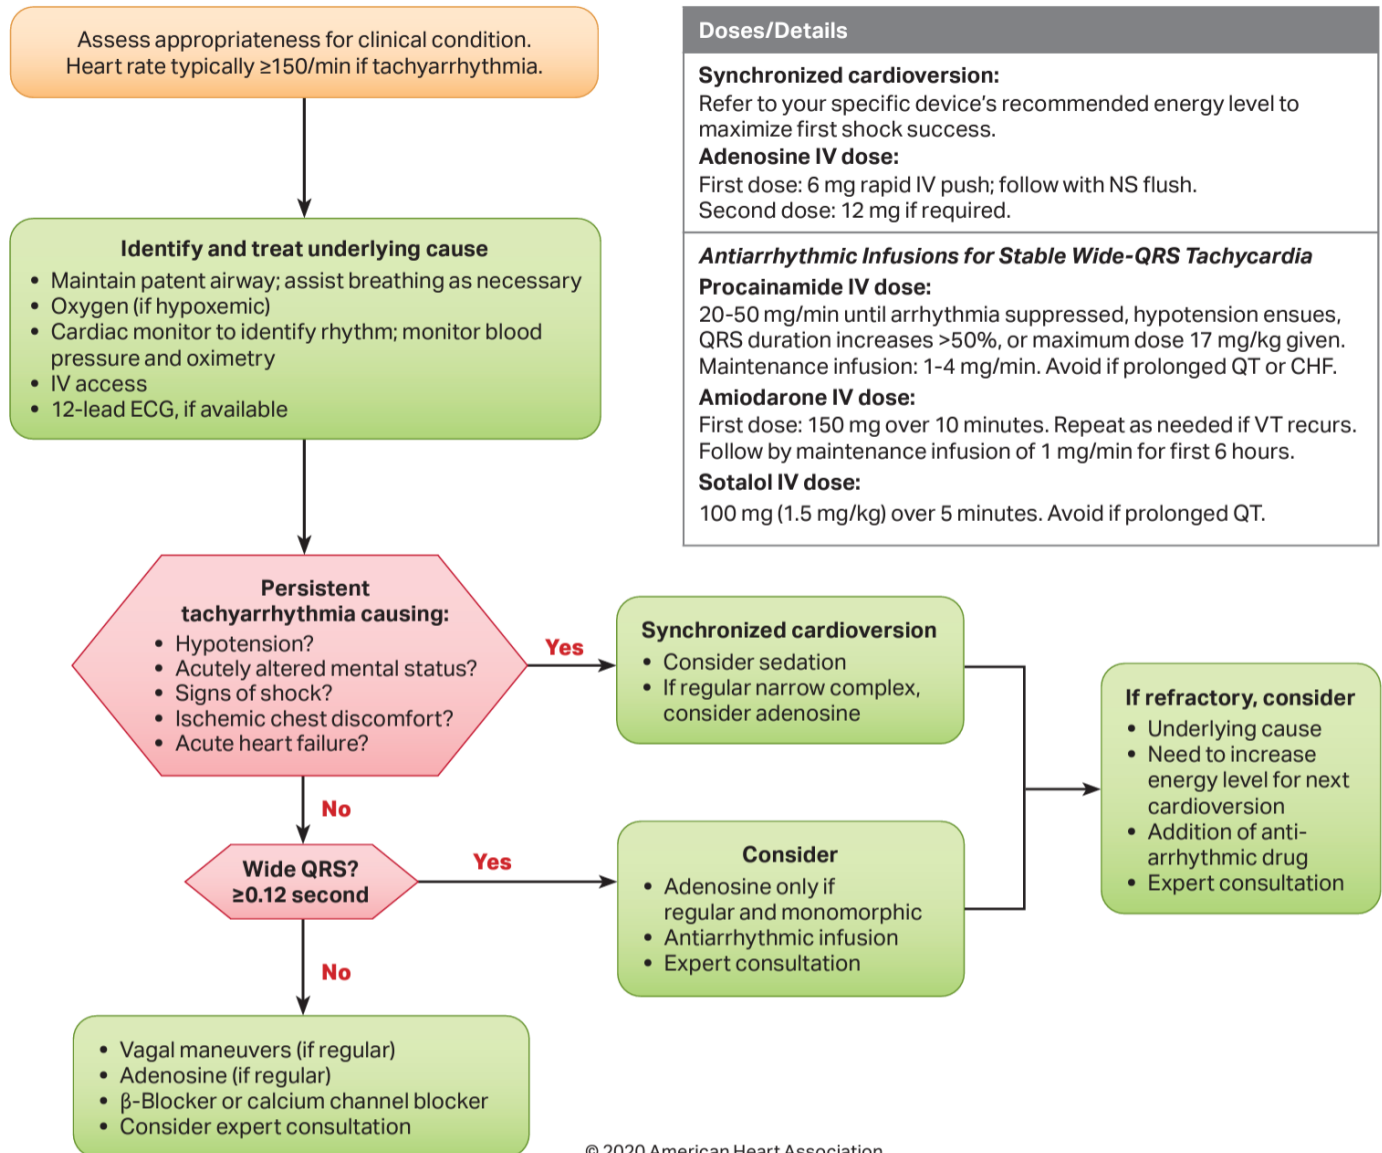 Assess appropriateness for clinical condition.
Heart rate typically ≥150/min if tachyarrhythmia.
Identify and treat underlying cause
• Maintain patent airway; assist breathing as necessary
• Oxygen (if hypoxemic)
• Cardiac monitor to identify rhythm; monitor blood
pressure and oximetry
• IV access
• 12-lead ECG, if available
Persistent
tachyarrhythmia causing:
• Hypotension?
• Acutely altered mental status?
• Signs of shock?
• Ischemic chest discomfort?
• Acute heart failure?
Yes
Synchronized cardioversion
• Consider sedation
• If regular narrow complex,
consider adenosine
No
Wide QRS?
≥0.12 second
Yes
Consider
• Adenosine only if
regular and monomorphic
• Antiarrhythmic infusion
• Expert consultation
If refractory, consider
• Underlying cause
• Need to increase
energy level for next
cardioversion
• Addition of anti-
arrhythmic drug
• Expert consultation
No
• Vagal maneuvers (if regular)
• Adenosine (if regular)
• β-Blocker or calcium channel blocker
• Consider expert consultation
Doses/Details
Synchronized cardioversion:
Refer to your specific device's recommended energy level to
maximize first shock success.
Adenosine IV dose:
First dose: 6 mg rapid IV push; follow with NS flush.
Second dose: 12 mg if required.
Antiarrhythmic Infusions for Stable Wide-QRS Tachycardia
Procainamide IV dose:
20-50 mg/min until arrhythmia suppressed, hypotension ensues,
QRS duration increases >50%, or maximum dose 17 mg/kg given.
Maintenance infusion: 1-4 mg/min. Avoid if prolonged QT or CHF.
Amiodarone IV dose:
First dose: 150 mg over 10 minutes. Repeat as needed if VT recurs.
Follow by maintenance infusion of 1 mg/min for first 6 hours.
Sotalol IV dose:
100 mg (1.5 mg/kg) over 5 minutes. Avoid if prolonged QT.
© 2020 American Heart Association